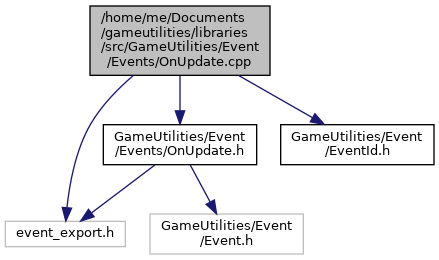 /home/me/Documents
/gameutilities/libraries
/src/GameUtilities/Event
/Events/OnUpdate.cpp
GameUtilities/Event
/Events/OnUpdate.h
GameUtilities/Event
/EventId.h
event_export.h
GameUtilities/Event
/Event.h